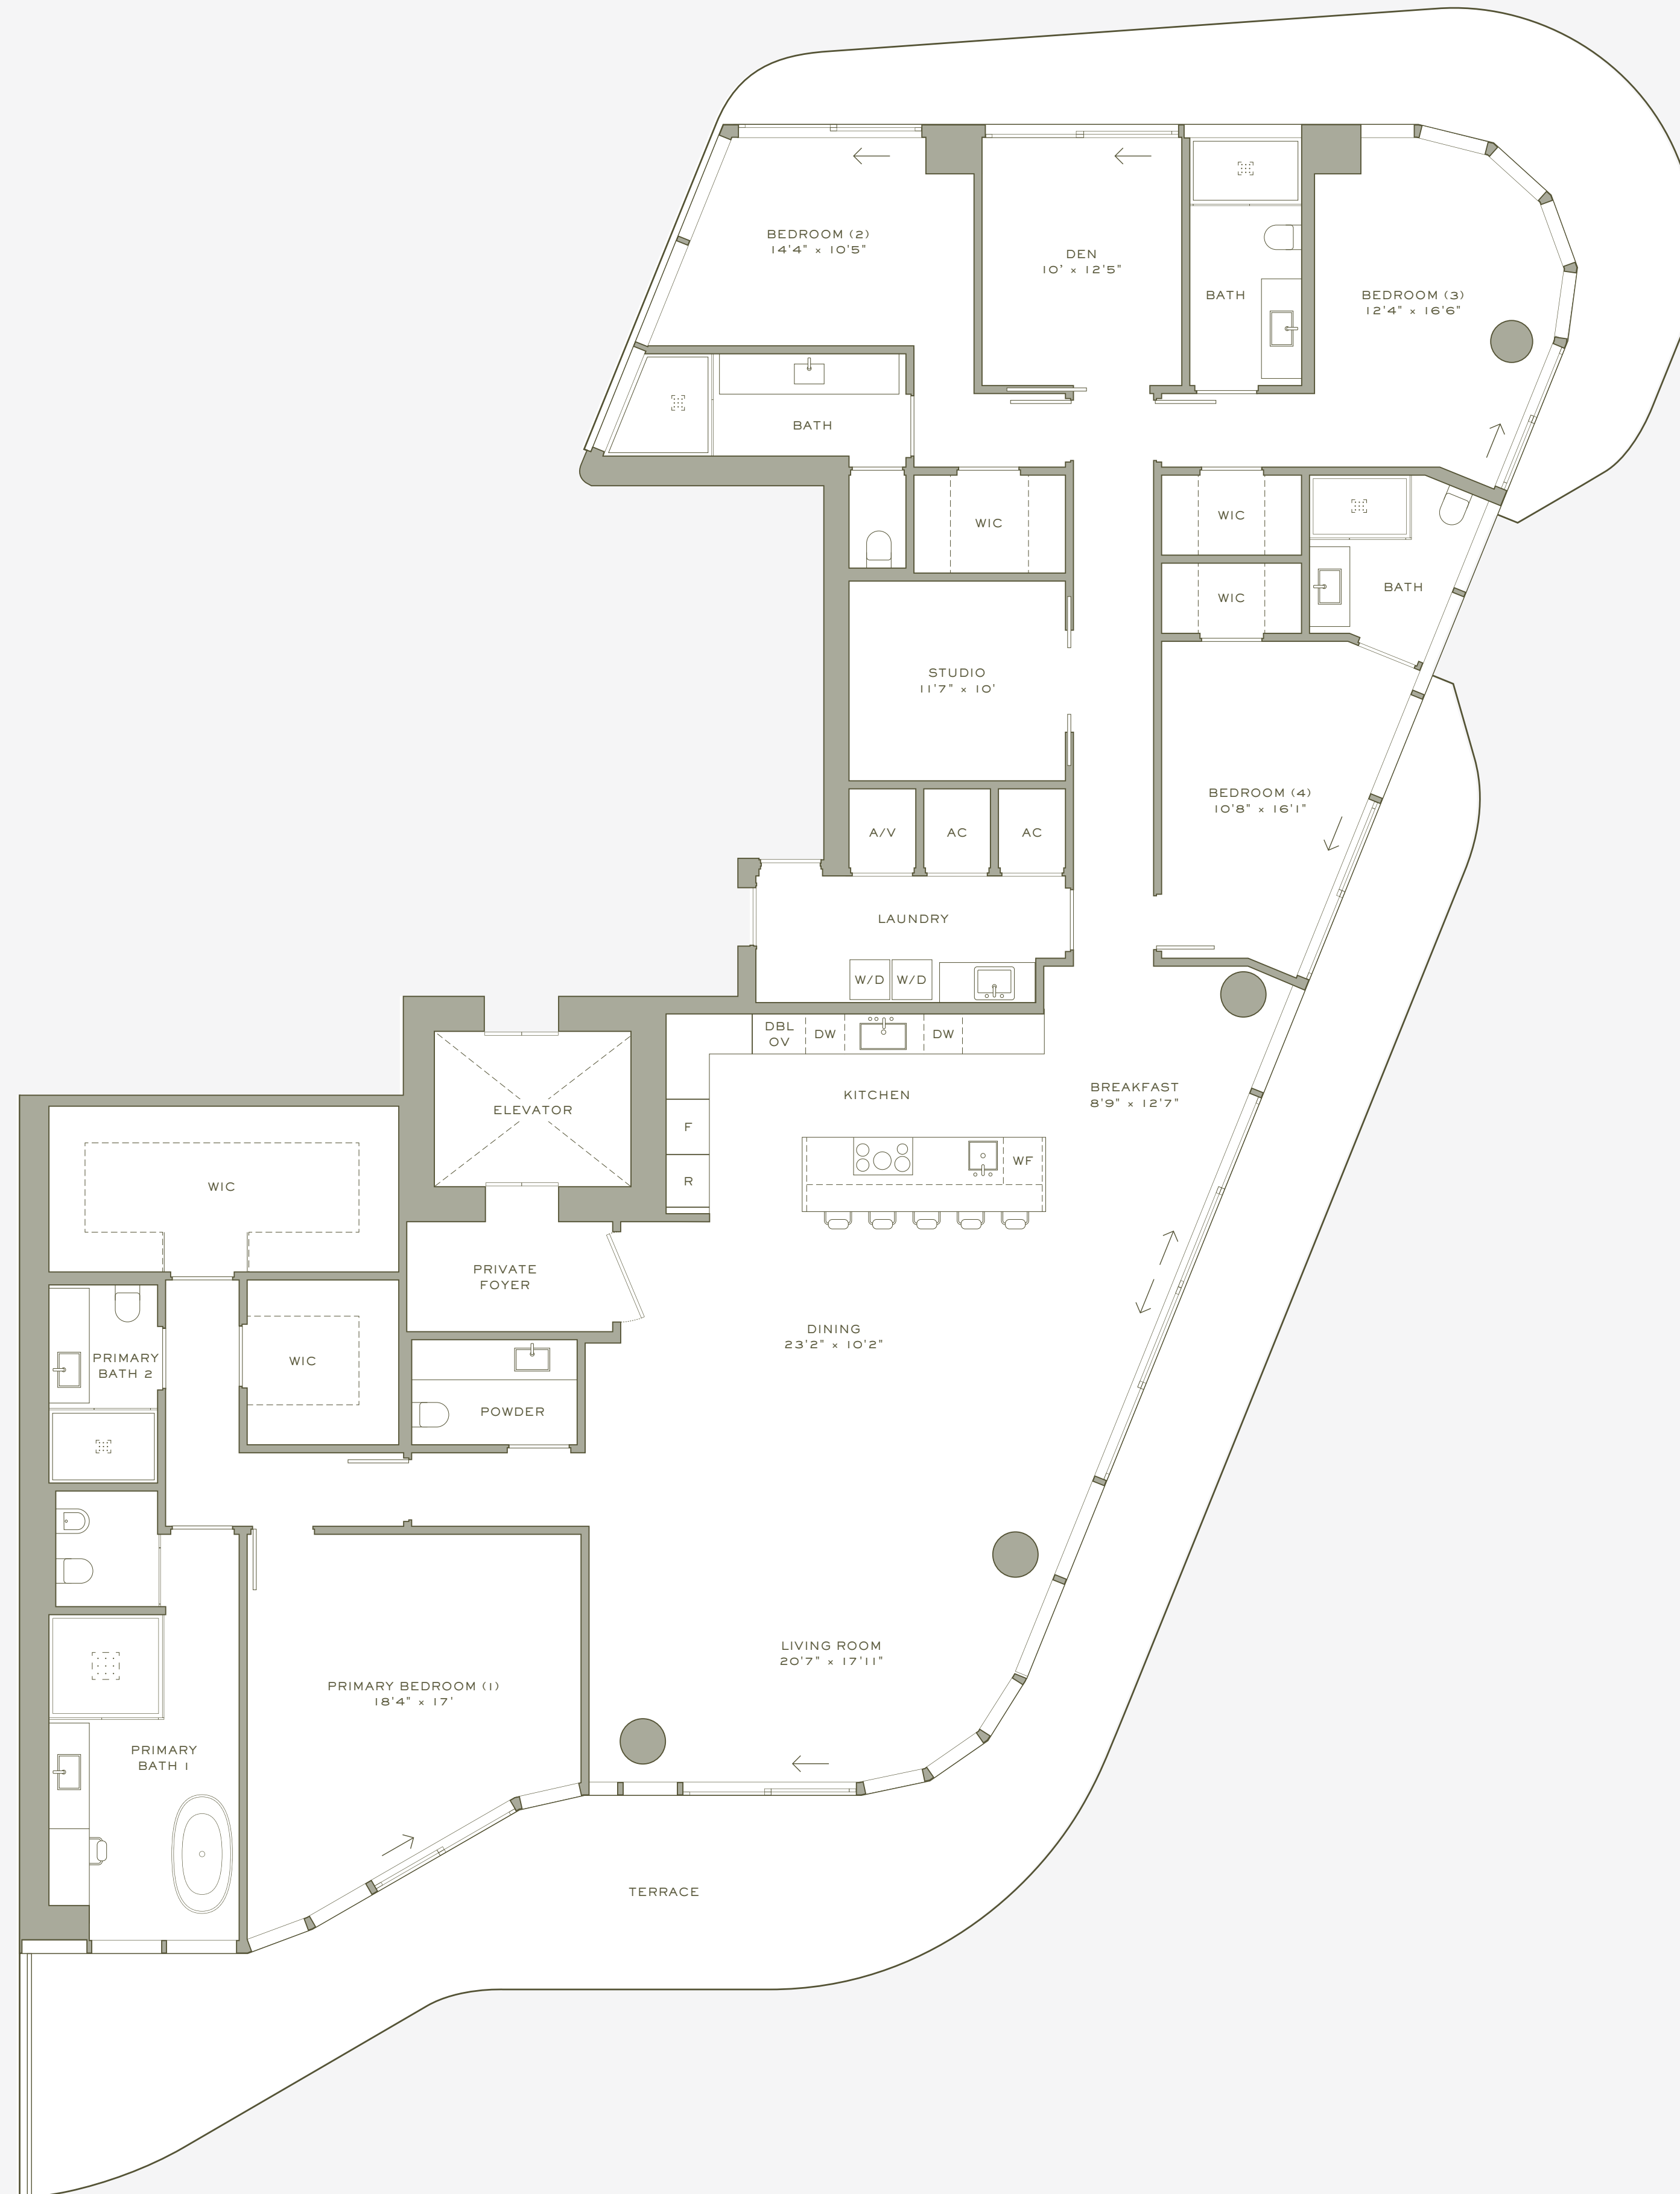 BEDROOM (2)
14'4" × 10'5"
DEN
10' × 12'5"
BATH
BEDROOM (3)
12'4" × 16'6"
BATH
WIC
WIC
WIC
BATH
STUDIO
11'7" × 10'
BEDROOM (4)
10'8" × 16'1"
A/V
AC
AC
LAUNDRY
W/D
W/D
DBL
OV
DW
DW
KITCHEN
BREAKFAST
8'9" × 12'7"
ELEVATOR
F
R
WF
WIC
PRIVATE
FOYER
DINING
23'2" × 10'2"
PRIMARY
BATH 2
WIC
POWDER
LIVING ROOM
20'7" × 17'11"
PRIMARY BEDROOM (1)
18'4" × 17'
PRIMARY
BATH 1
TERRACE